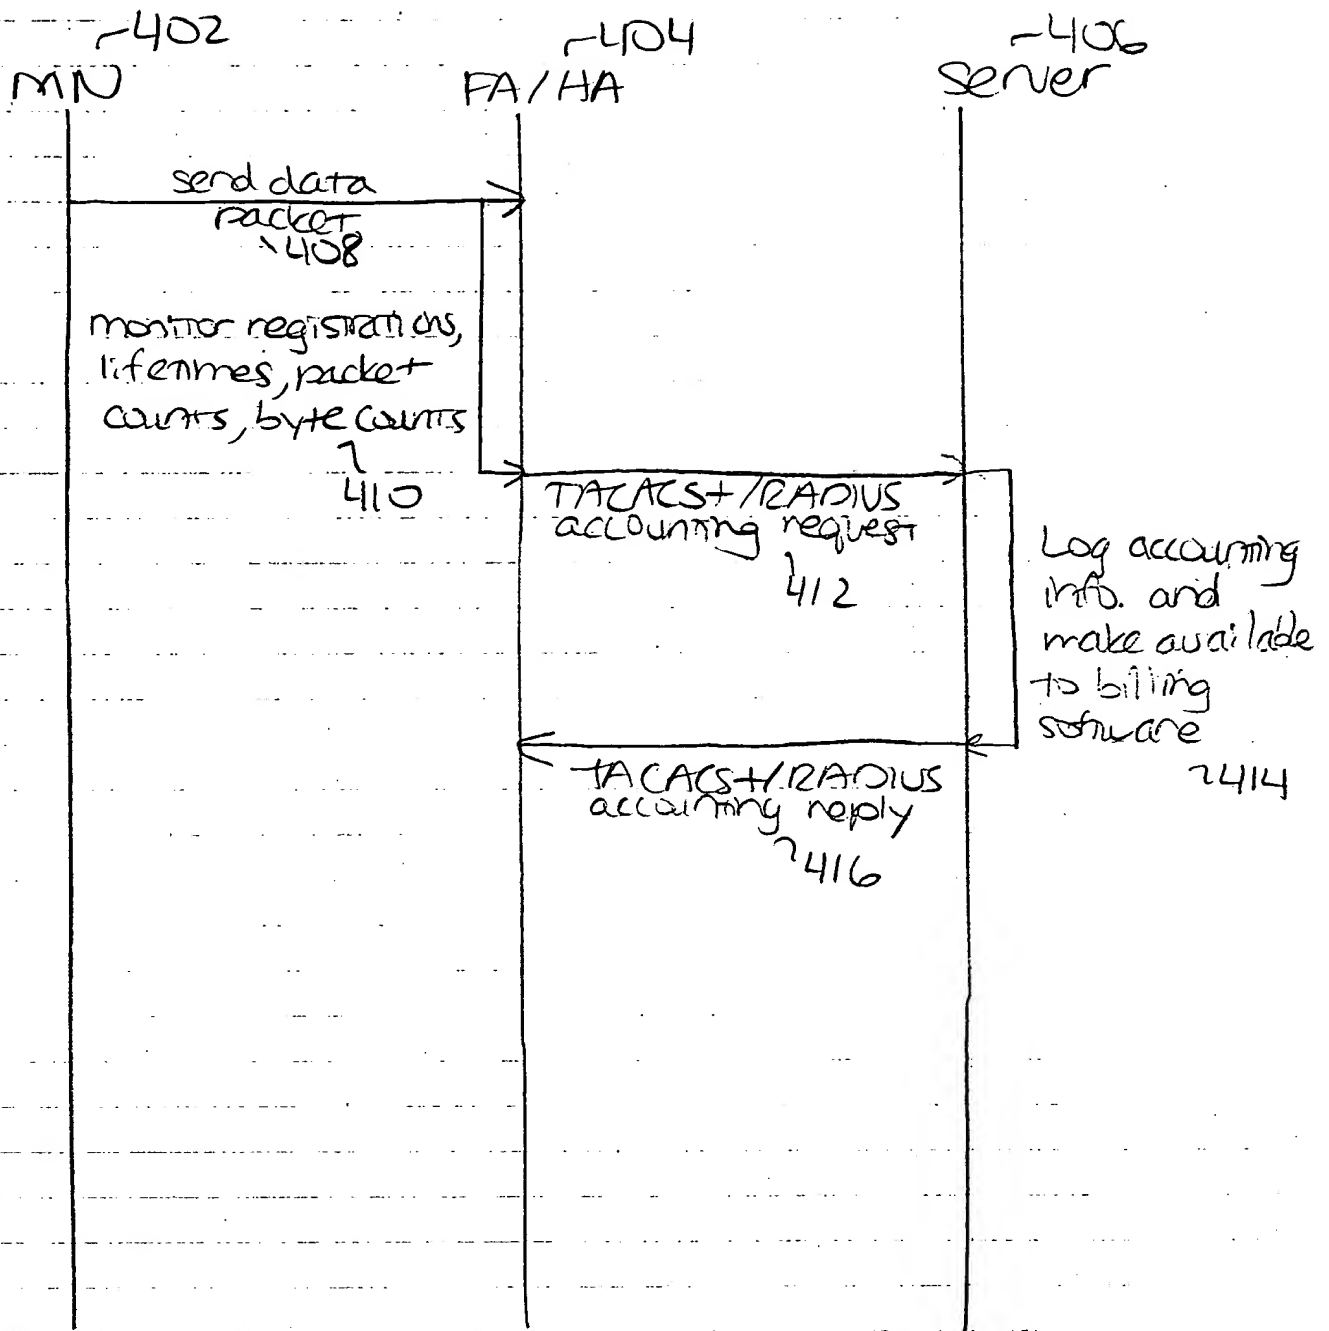 402
404
406
MN
FA/HA
Server
send data
packet
408
monitor registrations,
lifetimes, packet
counts, byte counts
410
TACACS+/RADIUS
accounting request
412
Log accounting
info. and
make available
to billing
software
414
TACACS+/RADIUS
accounting reply
416